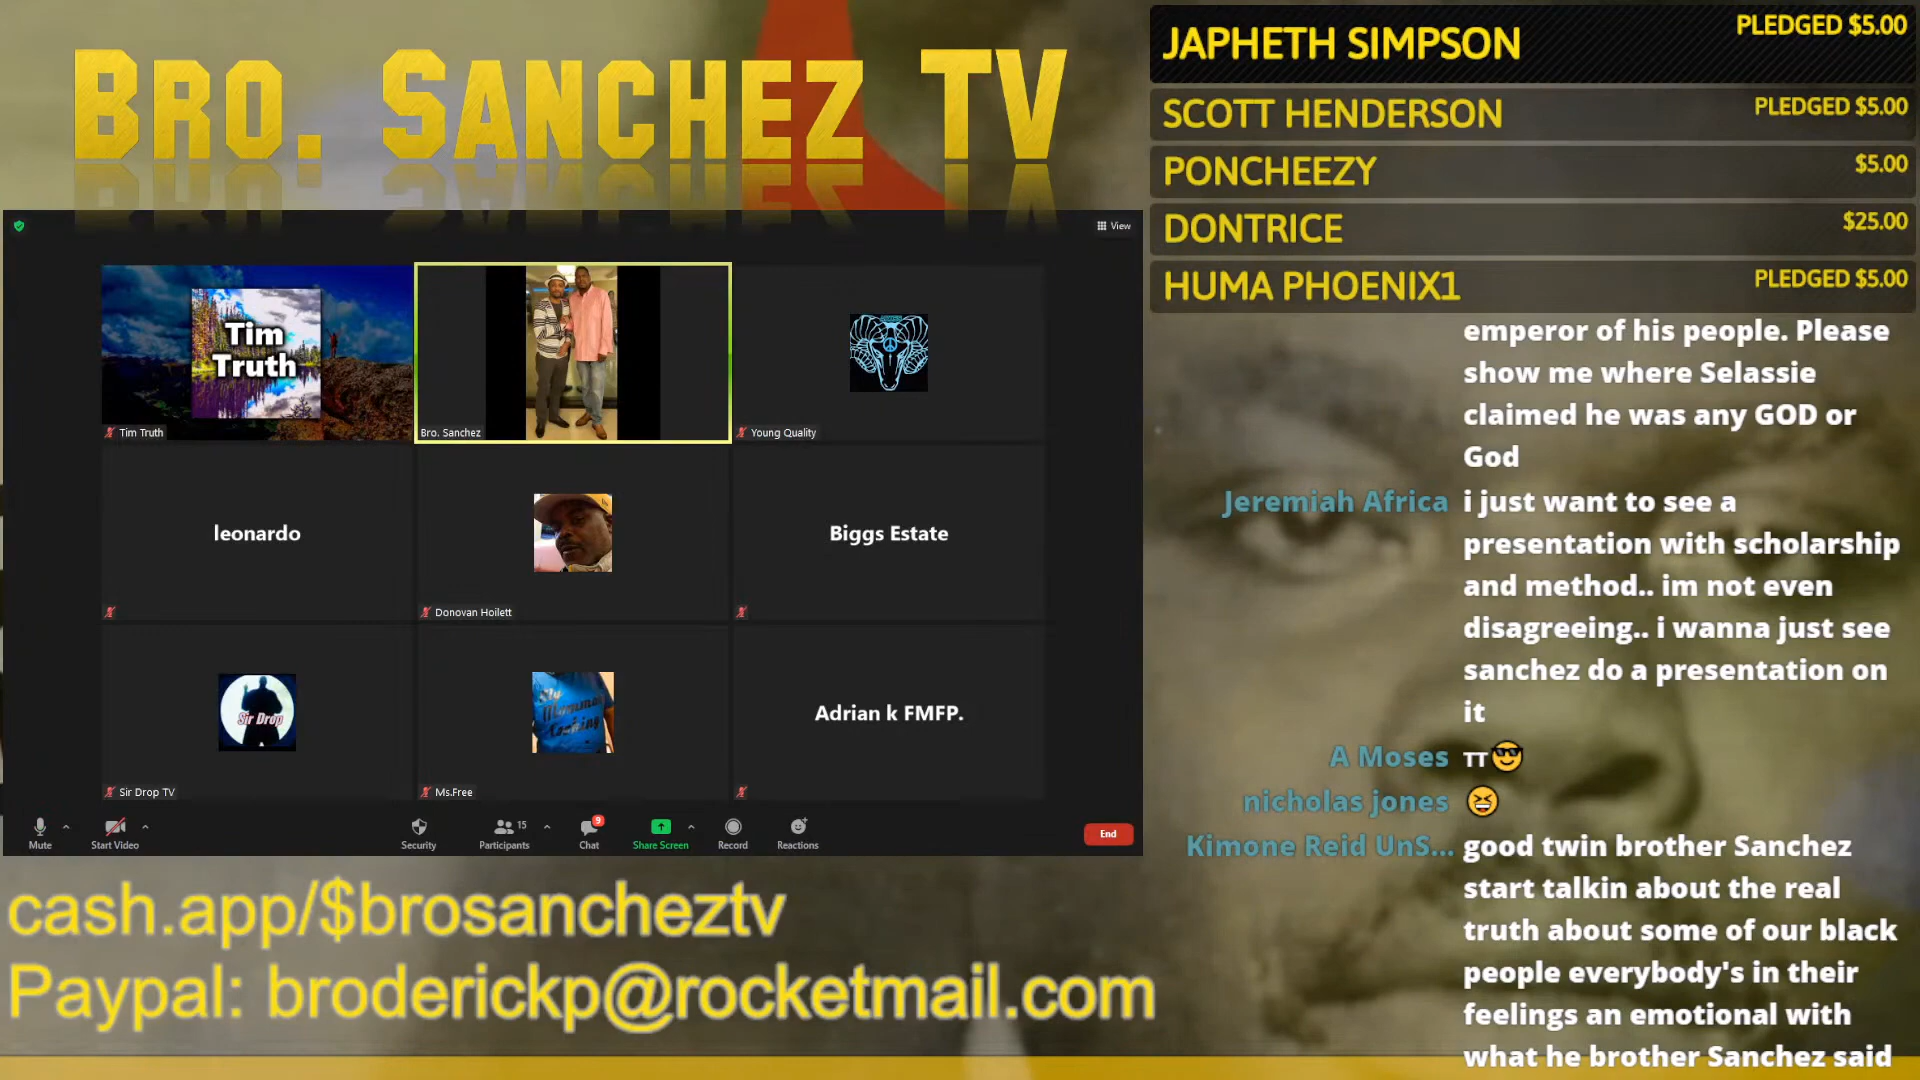 BRO. SANCHEZ TV
JAPHETH SIMPSON
PLEDGED $5.00
SCOTT HENDERSON
PLEDGED $5.00
PONCHEEZY
$5.00
DONTRICE
$25.00
HUMA PHOENIX1
PLEDGED $5.00
View
Tim
Truth
Tim Truth
Bro. Sanchez
Young Quality
leonardo
Donovan Hoilett
Biggs Estate
Sir Drop
Sir Drop TV
My
Mommas
Cooking
Ms.Free
Adrian k FMFP.
Mute
Start Video
Security
15
Participants
9
Chat
Share Screen
Record
Reactions
End
cash.app/$brosancheztv
Paypal: broderickp@rocketmail.com
emperor of his people. Please
show me where Selassie
claimed he was any GOD or
God
Jeremiah Africa i just want to see a
presentation with scholarship
and method.. im not even
disagreeing.. i wanna just see
sanchez do a presentation on
it
A Moses TT😎
nicholas jones 😆
Kimone Reid UnS... good twin brother Sanchez
start talkin about the real
truth about some of our black
people everybody's in their
feelings an emotional with
what he brother Sanchez said